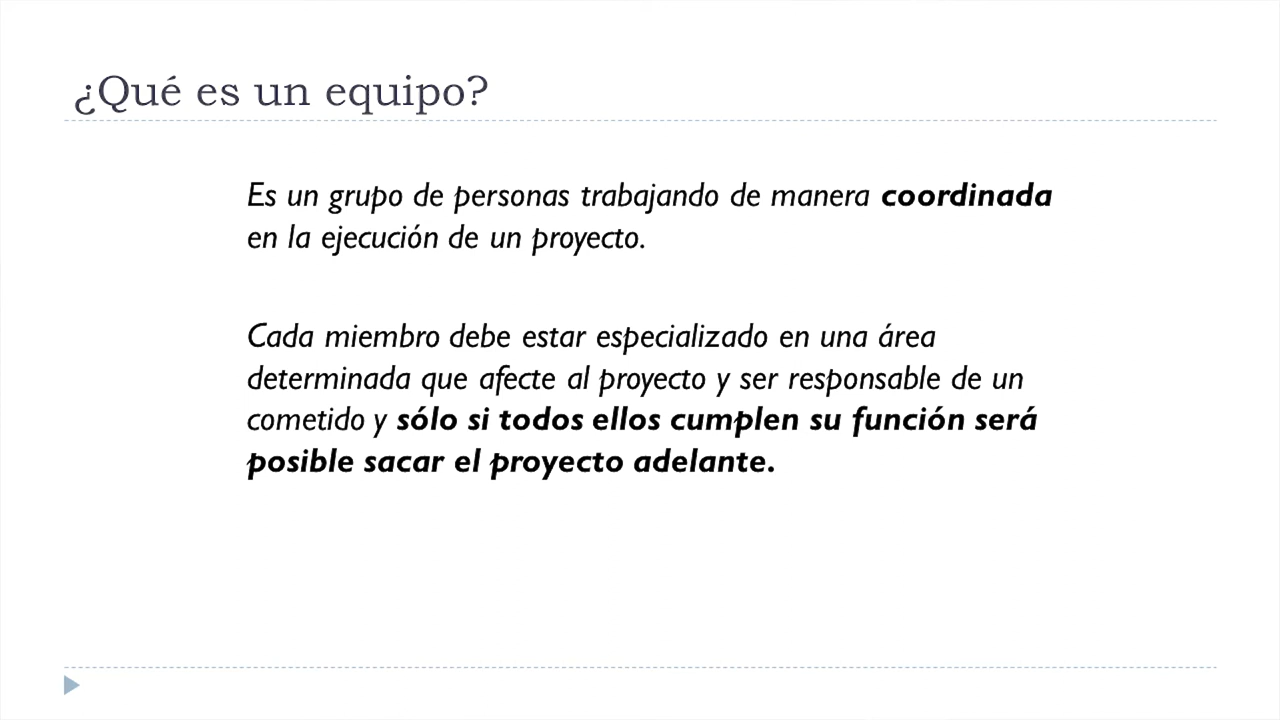 ¿Qué es un equipo?
Es un grupo de personas trabajando de manera coordinada
en la ejecución de un proyecto.
Cada miembro debe estar especializado en una área
determinada que afecte al proyecto y ser responsable de un
cometido y sólo si todos ellos cumplen su función será
posible sacar el proyecto adelante.